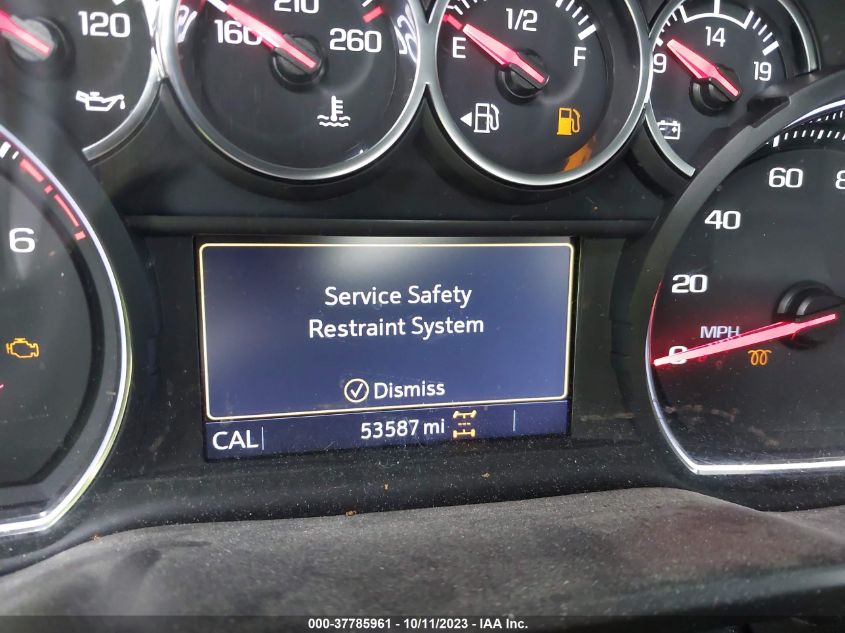 120
210
160 260
1/2
E F
14
9 19
6
60 8
40
20
0
MPH
Service Safety
Restraint System
Dismiss
CAL 53587 mi
000-37785961 - 10/11/2023 - IAA Inc.